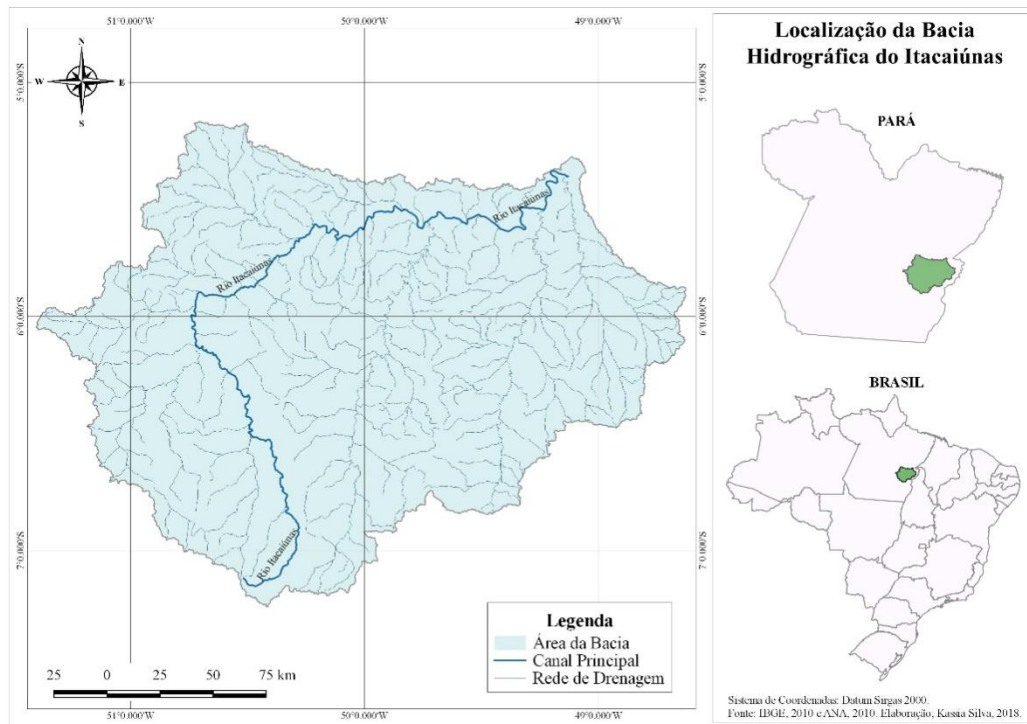 51°0.000'W
50°0.000'W
49°0.000'W
N
W E
S
5°0.000'S
5°0.000'S
Rio Itacaiúnas
Rio Itacaiúnas
6°0.000'S
6°0.000'S
Rio Itacaiúnas
7°0.000'S
7°0.000'S
Legenda
Área da Bacia
Canal Principal
Rede de Drenagem
25 0 25 50 75 km
51°0.000'W
50°0.000'W
49°0.000'W
Localização da Bacia
Hidrográfica do Itacaiúnas
PARÁ
BRASIL
Sistema de Coordenadas: Datum Sirgas 2000.
Fonte: IBGE, 2010 e ANA, 2010. Elaboração; Kassia Silva, 2018.